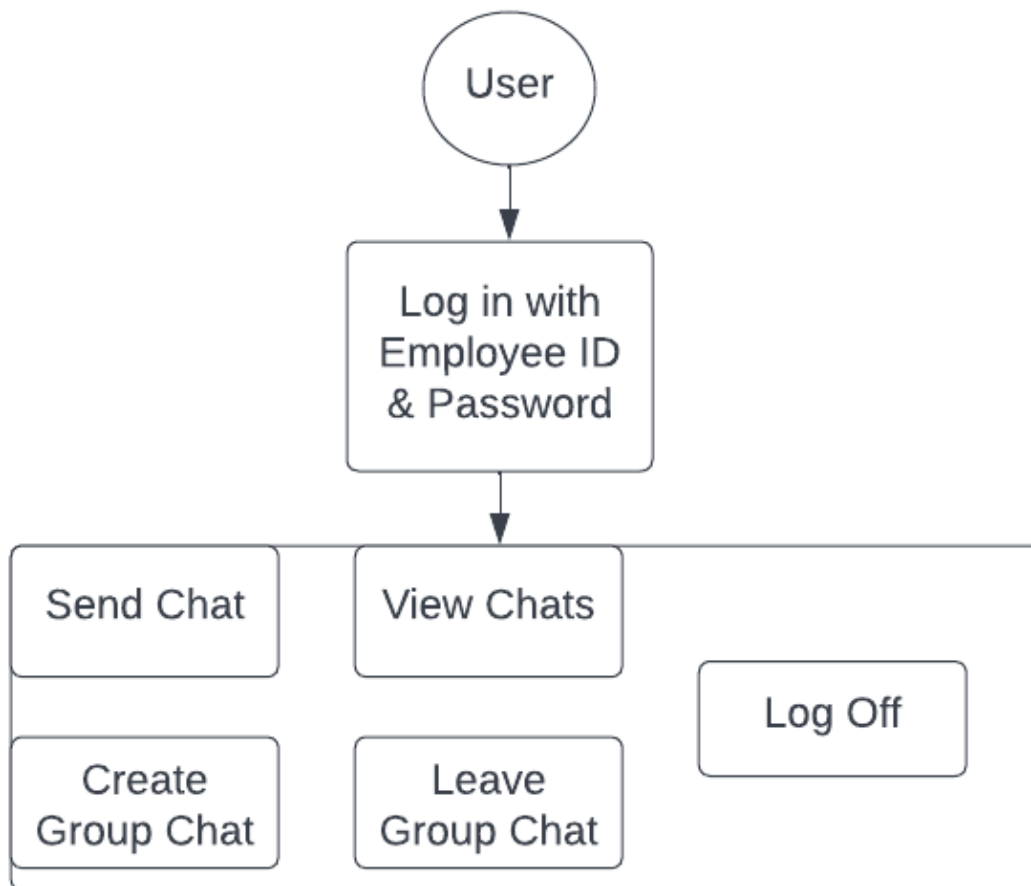 User
Log in with
Employee ID
& Password
Send Chat
View Chats
Log Off
Create
Group Chat
Leave
Group Chat